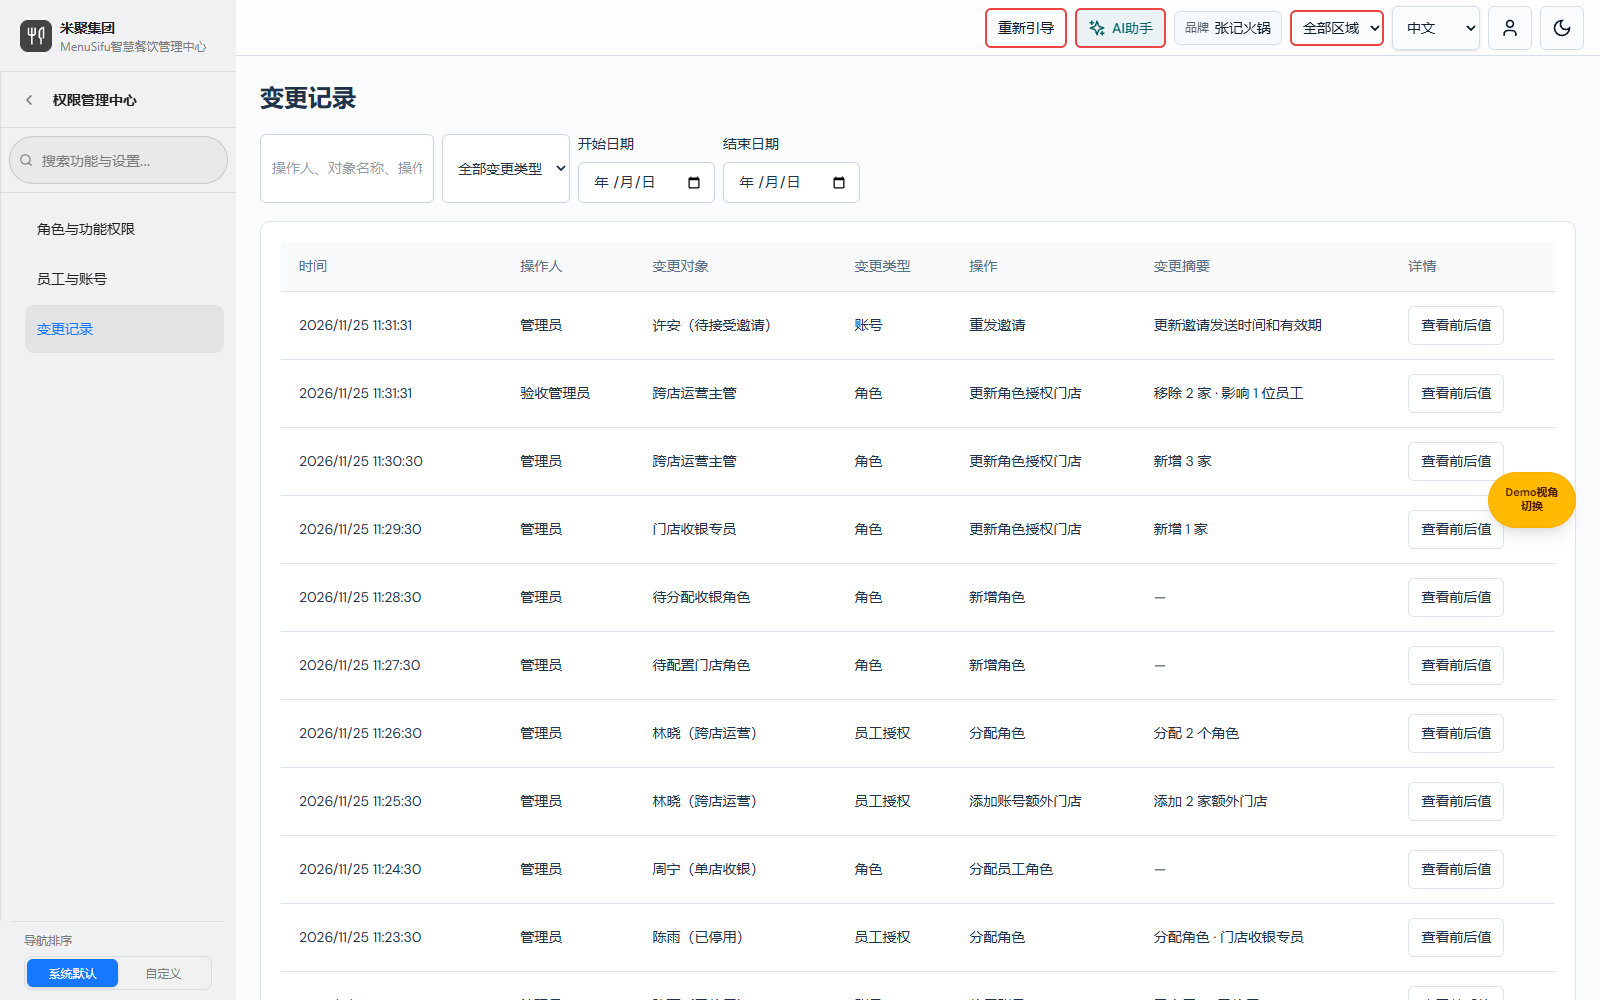 米聚集团
MenuSifu智慧餐饮管理中心
重新引导
AI助手
品牌 张记火锅
全部区域
中文
权限管理中心
搜索功能与设置...
角色与功能权限
员工与账号
变更记录
导航排序
系统默认
自定义
变更记录
操作人、对象名称、操作
全部变更类型
开始日期
年 /月/日
结束日期
年 /月/日
时间 操作人 变更对象 变更类型 操作 变更摘要 详情
2026/11/25 11:31:31 管理员 许安（待接受邀请） 账号 重发邀请 更新邀请发送时间和有效期 查看前后值
2026/11/25 11:31:31 验收管理员 跨店运营主管 角色 更新角色授权门店 移除 2 家 · 影响 1 位员工 查看前后值
2026/11/25 11:30:30 管理员 跨店运营主管 角色 更新角色授权门店 新增 3 家 查看前后值
Demo视角
切换
2026/11/25 11:29:30 管理员 门店收银专员 角色 更新角色授权门店 新增 1 家 查看前后值
2026/11/25 11:28:30 管理员 待分配收银角色 角色 新增角色 — 查看前后值
2026/11/25 11:27:30 管理员 待配置门店角色 角色 新增角色 — 查看前后值
2026/11/25 11:26:30 管理员 林晓（跨店运营） 员工授权 分配角色 分配 2 个角色 查看前后值
2026/11/25 11:25:30 管理员 林晓（跨店运营） 员工授权 添加账号额外门店 添加 2 家额外门店 查看前后值
2026/11/25 11:24:30 管理员 周宁（单店收银） 角色 分配员工角色 — 查看前后值
2026/11/25 11:23:30 管理员 陈雨（已停用） 员工授权 分配角色 分配角色 · 门店收银专员 查看前后值